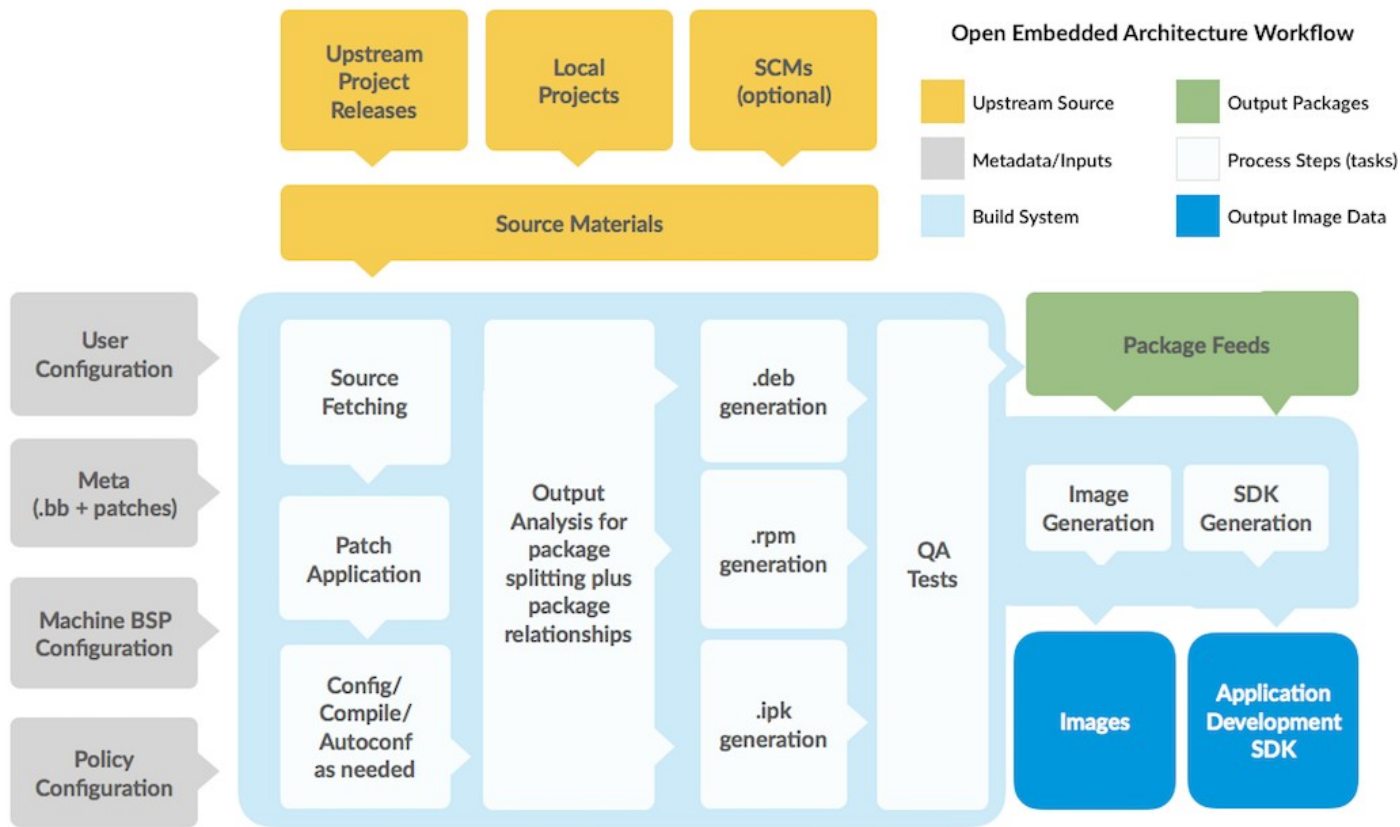 Upstream
Project
Releases
Local
Projects
SCMs
(optional)
Open Embedded Architecture Workflow
Upstream Source
Output Packages
Metadata/Inputs
Process Steps (tasks)
Build System
Output Image Data
Source Materials
User
Configuration
Meta
(.bb + patches)
Machine BSP
Configuration
Policy
Configuration
Source
Fetching
Patch
Application
Config/
Compile/
Autoconf
as needed
Output
Analysis for
package
splitting plus
package
relationships
.deb
generation
.rpm
generation
.ipk
generation
QA
Tests
Package Feeds
Image
Generation
SDK
Generation
Images
Application
Development
SDK